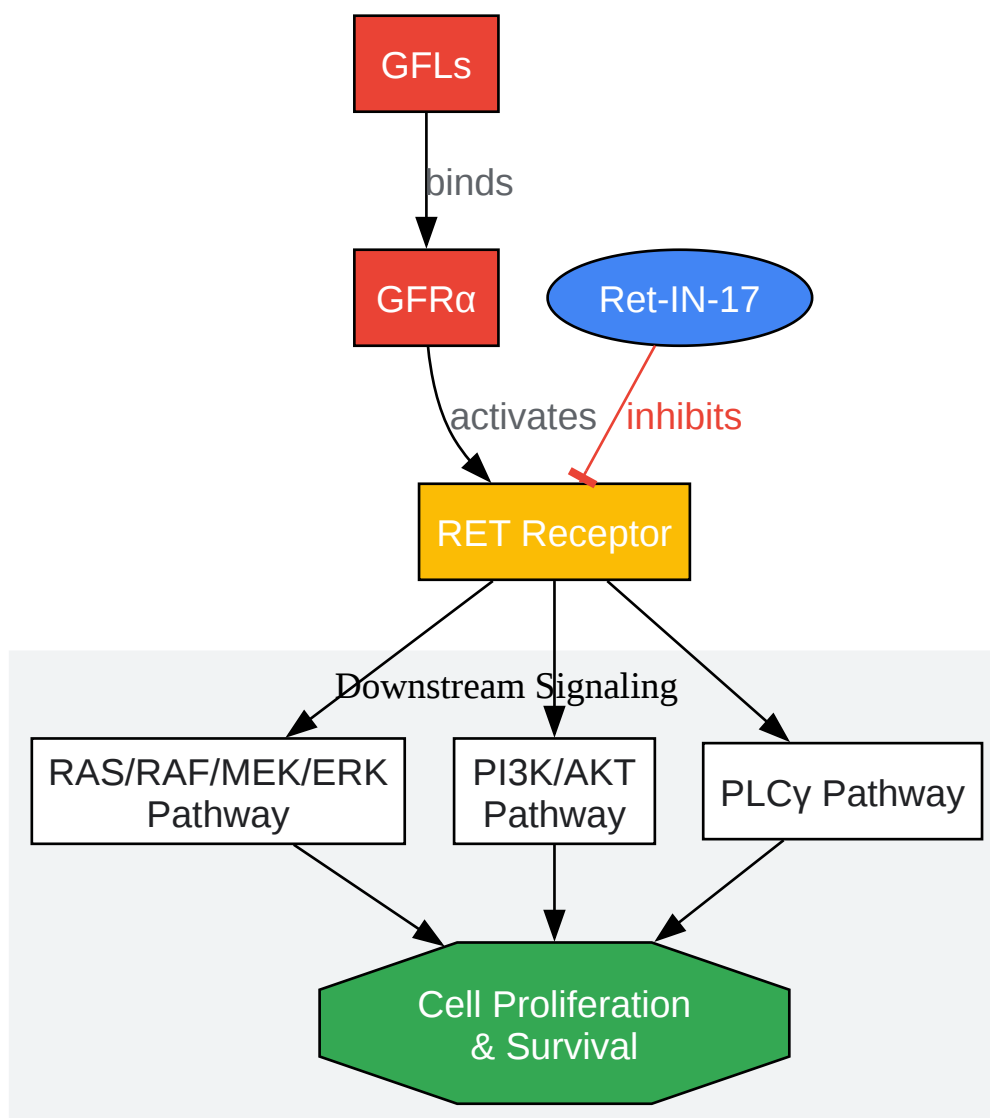 GFLs
binds
GFRα
Ret-IN-17
activates
inhibits
RET Receptor
Downstream Signaling
RAS/RAF/MEK/ERK
Pathway
PI3K/AKT
Pathway
PLCγ Pathway
Cell Proliferation
& Survival